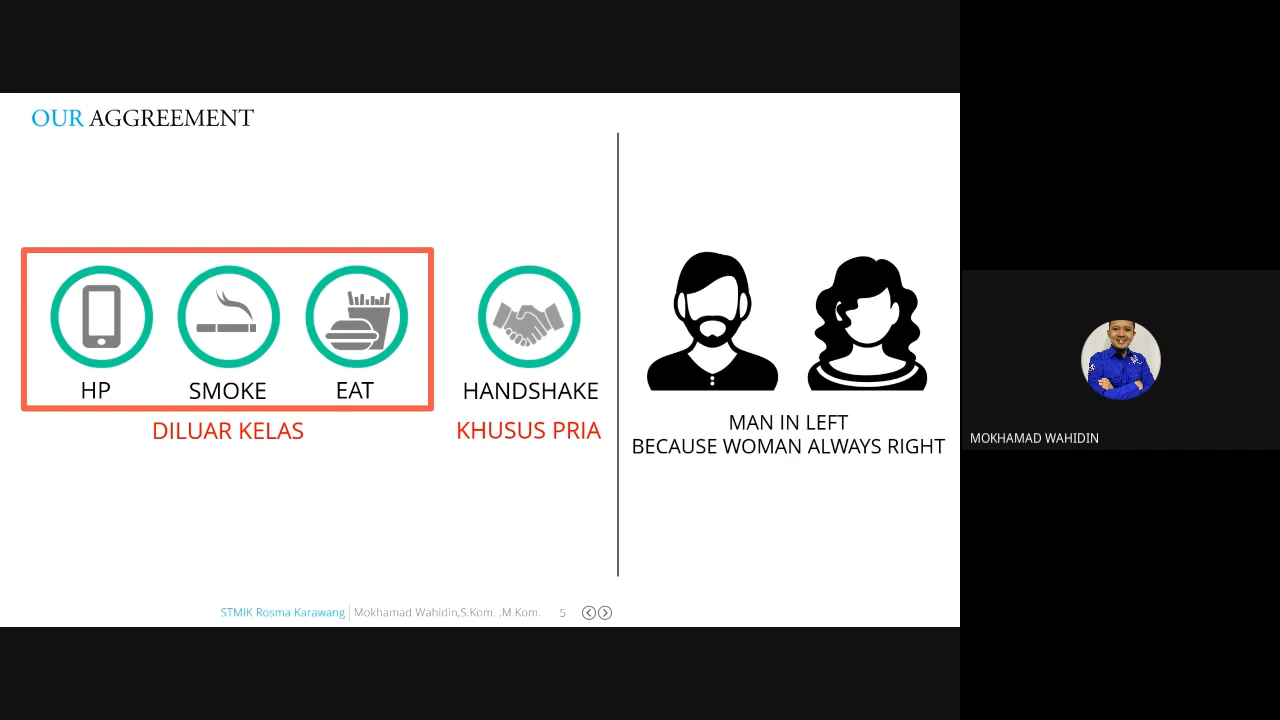 OUR AGGREEMENT
HP
SMOKE
EAT
HANDSHAKE
DILUAR KELAS
KHUSUS PRIA
MAN IN LEFT
BECAUSE WOMAN ALWAYS RIGHT
MOKHAMAD WAHIDIN
STMIK Rosma Karawang Mokhamad Wahidin,S.Kom. ,M.Kom. 5